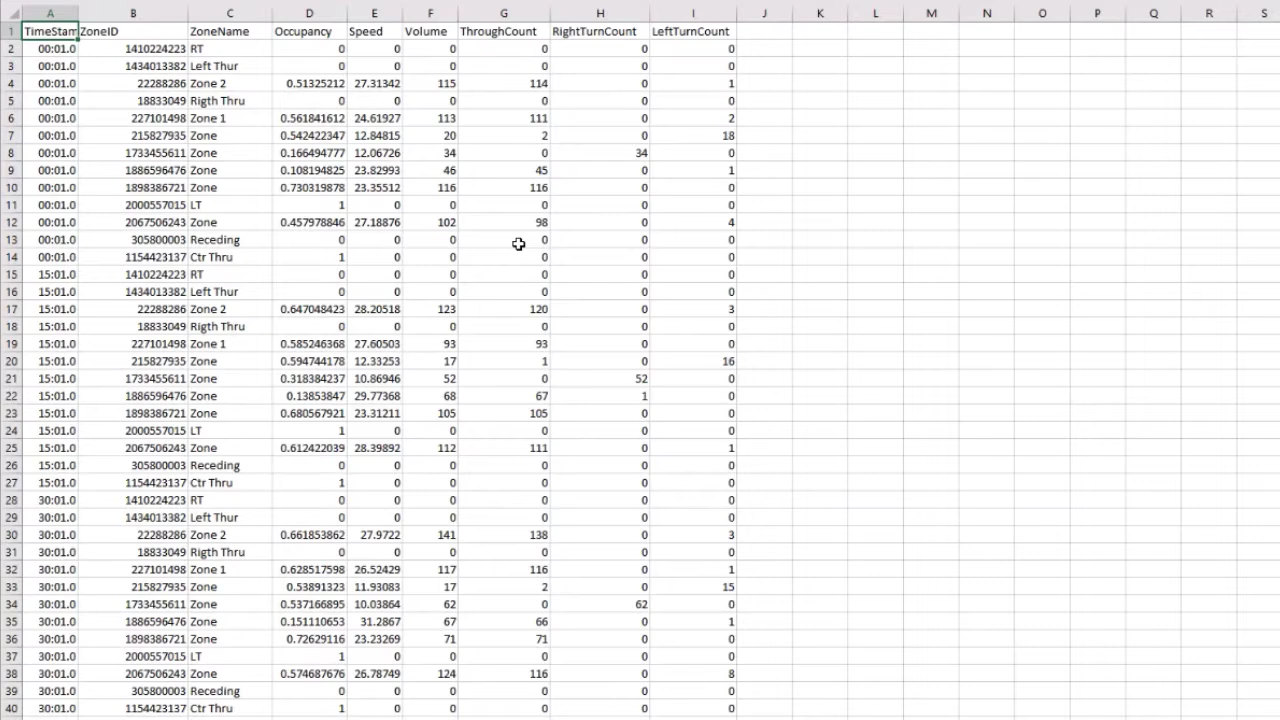 A B C D E F G H I J K L M N O P Q R S
1 TimeStam ZoneID ZoneName Occupancy Speed Volume ThroughCount RightTurnCount LeftTurnCount
2 00:01.0 1410224223 RT 0 0 0 0 0 0
3 00:01.0 1434013382 Left Thur 0 0 0 0 0 0
4 00:01.0 22288286 Zone 2 0.51325212 27.31342 115 114 0 1
5 00:01.0 18833049 Rigth Thru 0 0 0 0 0 0
6 00:01.0 227101498 Zone 1 0.561841612 24.61927 113 111 0 2
7 00:01.0 215827935 Zone 0.542422347 12.84815 20 2 0 18
8 00:01.0 1733455611 Zone 0.166494777 12.06726 34 0 34 0
9 00:01.0 1886596476 Zone 0.108194825 23.82993 46 45 0 1
10 00:01.0 1898386721 Zone 0.730319878 23.35512 116 116 0 0
11 00:01.0 2000557015 LT 1 0 0 0 0 0
12 00:01.0 2067506243 Zone 0.457978846 27.18876 102 98 0 4
13 00:01.0 305800003 Receding 0 0 0 0 0 0
14 00:01.0 1154423137 Ctr Thru 1 0 0 0 0 0
15 15:01.0 1410224223 RT 0 0 0 0 0 0
16 15:01.0 1434013382 Left Thur 0 0 0 0 0 0
17 15:01.0 22288286 Zone 2 0.647048423 28.20518 123 120 0 3
18 15:01.0 18833049 Rigth Thru 0 0 0 0 0 0
19 15:01.0 227101498 Zone 1 0.585246368 27.60503 93 93 0 0
20 15:01.0 215827935 Zone 0.594744178 12.33253 17 1 0 16
21 15:01.0 1733455611 Zone 0.318384237 10.86946 52 0 52 0
22 15:01.0 1886596476 Zone 0.13853847 29.77368 68 67 1 0
23 15:01.0 1898386721 Zone 0.680567921 23.31211 105 105 0 0
24 15:01.0 2000557015 LT 1 0 0 0 0 0
25 15:01.0 2067506243 Zone 0.612422039 28.39892 112 111 0 1
26 15:01.0 305800003 Receding 0 0 0 0 0 0
27 15:01.0 1154423137 Ctr Thru 1 0 0 0 0 0
28 30:01.0 1410224223 RT 0 0 0 0 0 0
29 30:01.0 1434013382 Left Thur 0 0 0 0 0 0
30 30:01.0 22288286 Zone 2 0.661853862 27.9722 141 138 0 3
31 30:01.0 18833049 Rigth Thru 0 0 0 0 0 0
32 30:01.0 227101498 Zone 1 0.628517598 26.52429 117 116 0 1
33 30:01.0 215827935 Zone 0.53891323 11.93083 17 2 0 15
34 30:01.0 1733455611 Zone 0.537166895 10.03864 62 0 62 0
35 30:01.0 1886596476 Zone 0.151110653 31.2867 67 66 0 1
36 30:01.0 1898386721 Zone 0.72629116 23.23269 71 71 0 0
37 30:01.0 2000557015 LT 1 0 0 0 0 0
38 30:01.0 2067506243 Zone 0.574687676 26.78749 124 116 0 8
39 30:01.0 305800003 Receding 0 0 0 0 0 0
40 30:01.0 1154423137 Ctr Thru 1 0 0 0 0 0